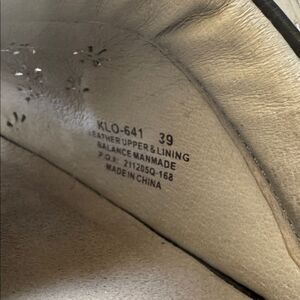 KLO-641 39
LEATHER UPPER & LINING
BALANCE MANMADE
P.O.#: 211205Q-168
MADE IN CHINA